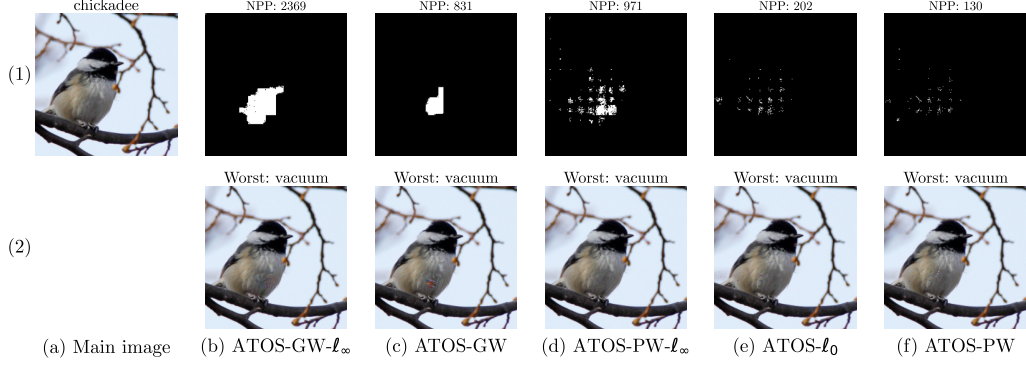 chickadee NPP: 2369 NPP: 831 NPP: 971 NPP: 202 NPP: 130
(1)
Worst: vacuum Worst: vacuum Worst: vacuum Worst: vacuum Worst: vacuum
(2)
(a) Main image (b) ATOS-GW-ℓ∞ (c) ATOS-GW (d) ATOS-PW-ℓ∞ (e) ATOS-ℓ0 (f) ATOS-PW